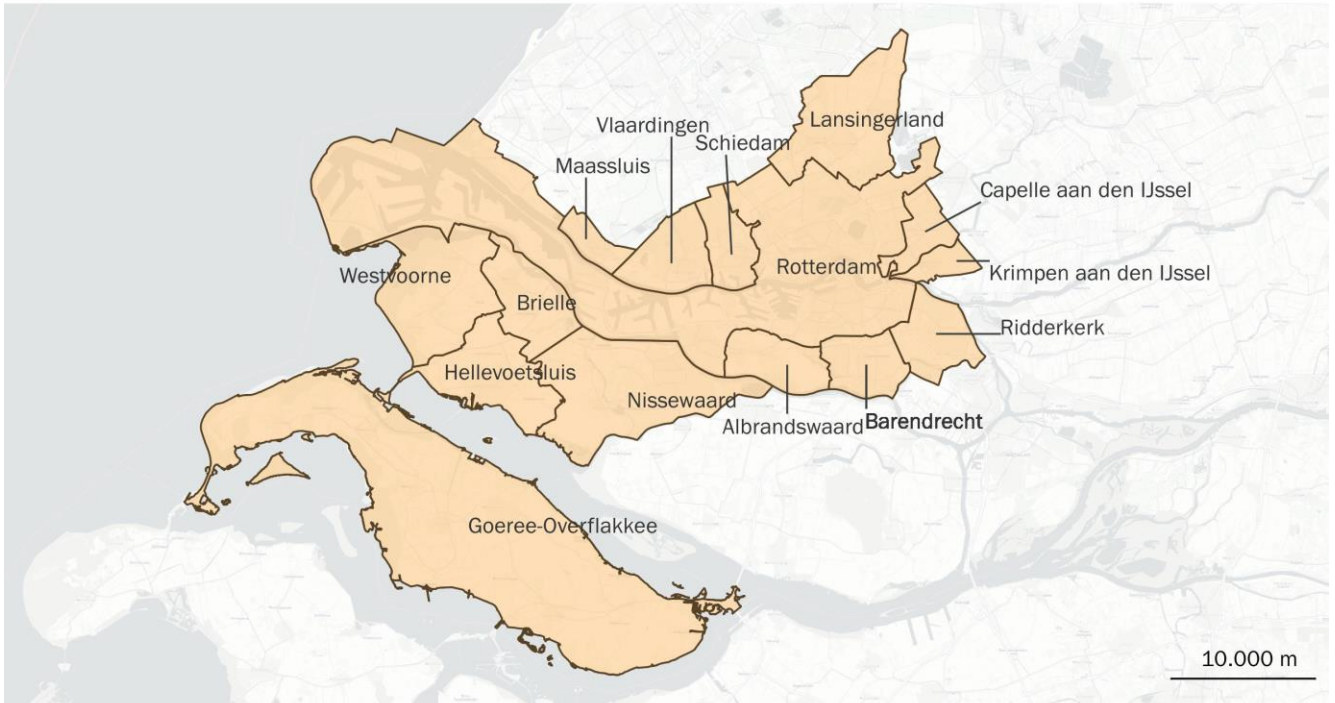 Lansingerland
Vlaardingen
Schiedam
Maassluis
Capelle aan den IJssel
Rotterdam
Krimpen aan den IJssel
Westvoorne
Brielle
Ridderkerk
Hellevoetsluis
Nissewaard
Albrandswaard
Barendrecht
Goeree-Overflakkee
10.000 m